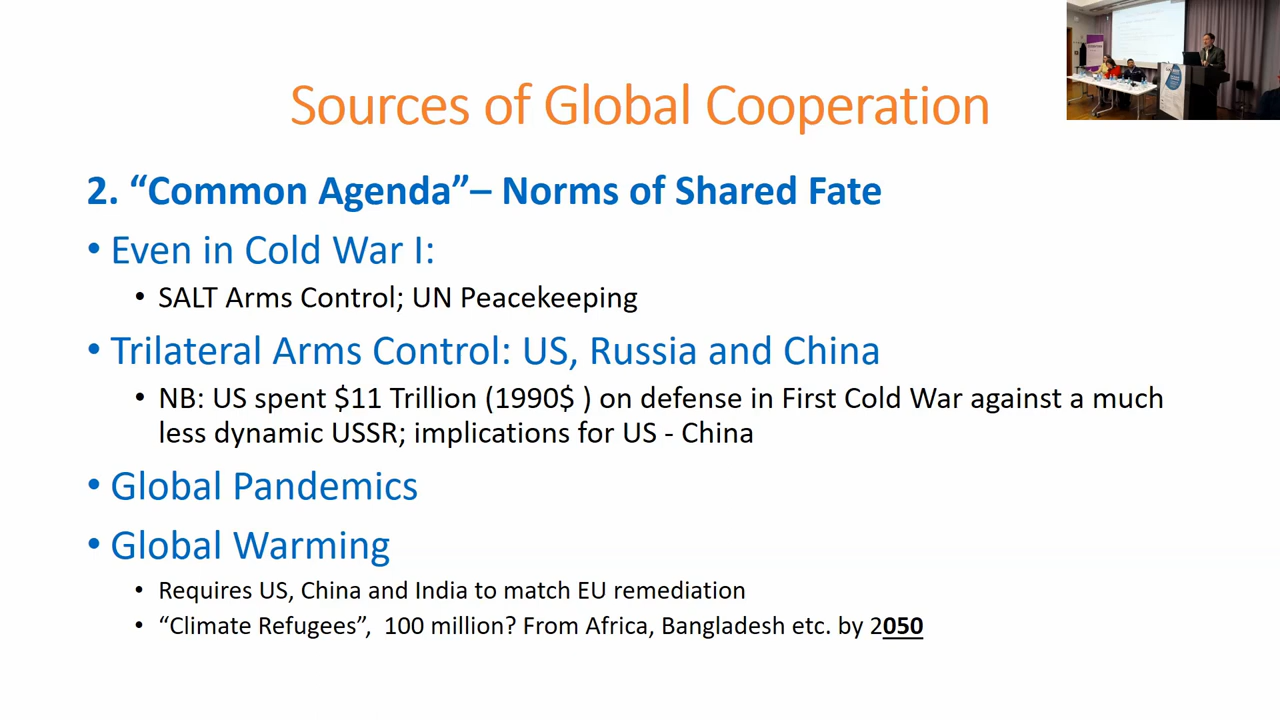 Sources of Global Cooperation
2. “Common Agenda”– Norms of Shared Fate
• Even in Cold War I:
• SALT Arms Control; UN Peacekeeping
• Trilateral Arms Control: US, Russia and China
• NB: US spent $11 Trillion (1990$ ) on defense in First Cold War against a much
less dynamic USSR; implications for US - China
• Global Pandemics
• Global Warming
• Requires US, China and India to match EU remediation
• “Climate Refugees”, 100 million? From Africa, Bangladesh etc. by 2050